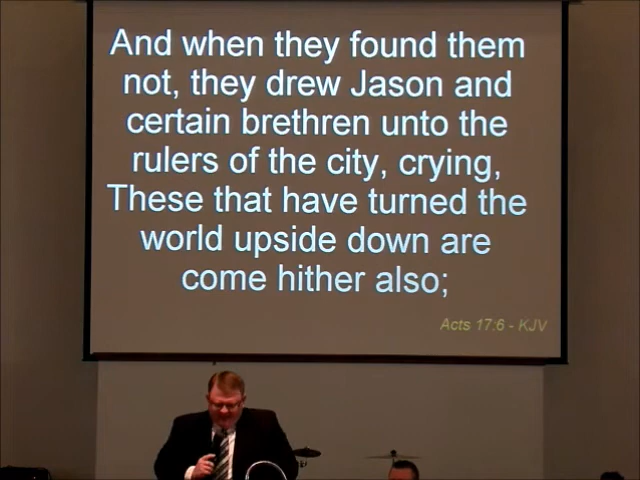 And when they found them
not, they drew Jason and
certain brethren unto the
rulers of the city, crying,
These that have turned the
world upside down are
come hither also;
Acts 17:6 - KJV